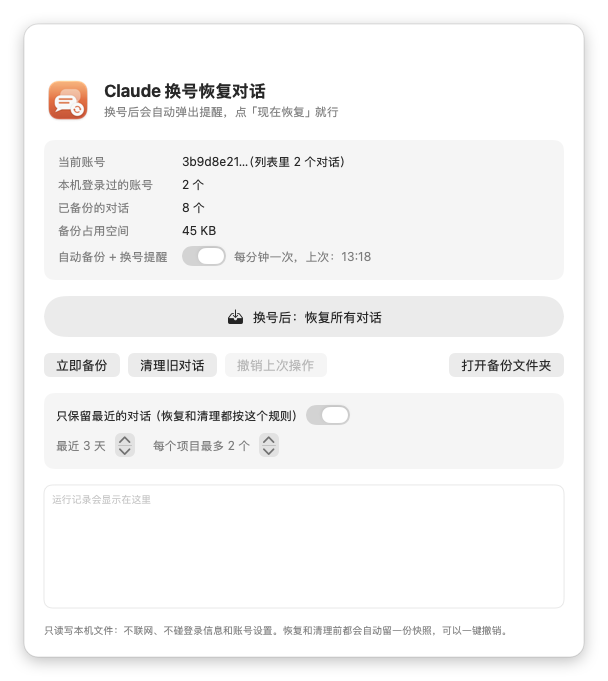 Claude 换号恢复对话
换号后会自动弹出提醒，点「现在恢复」就行
当前账号 3b9d8e21…(列表里 2 个对话)
本机登录过的账号 2 个
已备份的对话 8 个
备份占用空间 45 KB
自动备份 + 换号提醒 每分钟一次，上次：13:18
换号后：恢复所有对话
立即备份 清理旧对话 撤销上次操作 打开备份文件夹
只保留最近的对话（恢复和清理都按这个规则）
最近 3 天 每个项目最多 2 个
运行记录会显示在这里
只读写本机文件：不联网、不碰登录信息和账号设置。恢复和清理前都会自动留一份快照，可以一键撤销。